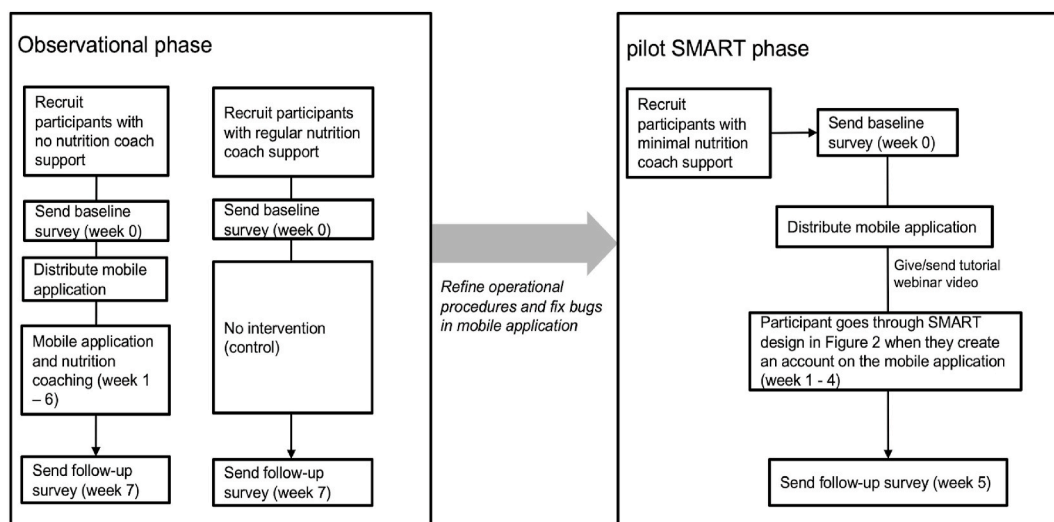 Observational phase
Recruit
participants with
no nutrition coach
support
Send baseline
survey (week 0)
Distribute mobile
application
Mobile application
and nutrition
coaching (week 1
– 6)
Send follow-up
survey (week 7)
Recruit participants
with regular nutrition
coach support
Send baseline
survey (week 0)
No intervention
(control)
Send follow-up
survey (week 7)
Refine operational
procedures and fix bugs
in mobile application
pilot SMART phase
Recruit
participants with
minimal nutrition
coach support
Send baseline
survey (week 0)
Distribute mobile application
Give/send tutorial
webinar video
Participant goes through SMART
design in Figure 2 when they create
an account on the mobile application
(week 1 - 4)
Send follow-up survey (week 5)